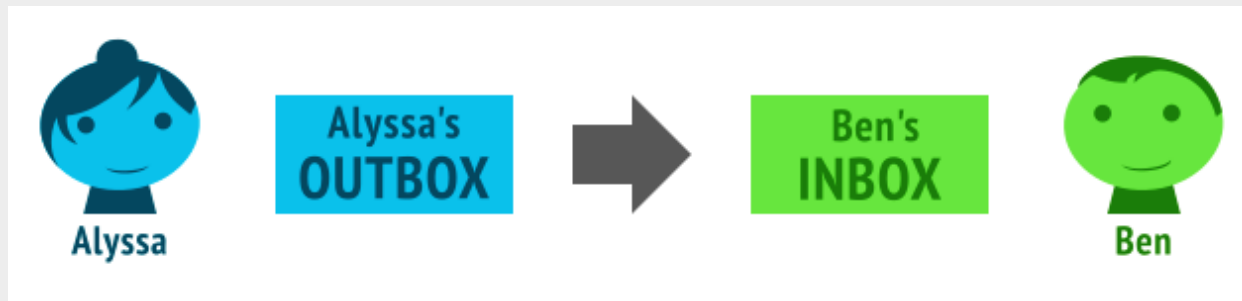 Alyssa's
OUTBOX
Ben's
INBOX
Alyssa
Ben